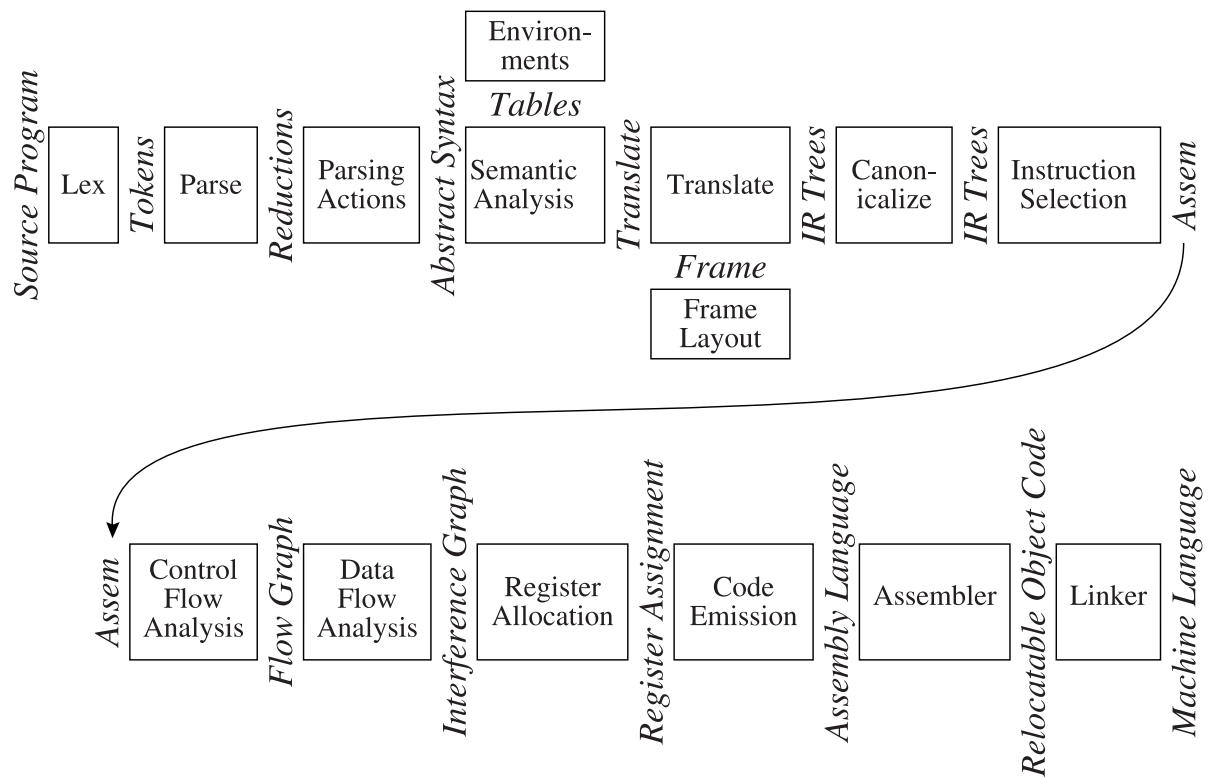 Environ-
ments
Tables
Source Program
Lex
Tokens
Parse
Reductions
Parsing
Actions
Abstract Syntax
Semantic
Analysis
Translate
Translate
IR Trees
Canon-
icalize
IR Trees
Instruction
Selection
Assem
Frame
Frame
Layout
Assem
Control
Flow
Analysis
Flow Graph
Data
Flow
Analysis
Interference Graph
Register
Allocation
Register Assignment
Code
Emission
Assembly Language
Assembler
Relocatable Object Code
Linker
Machine Language